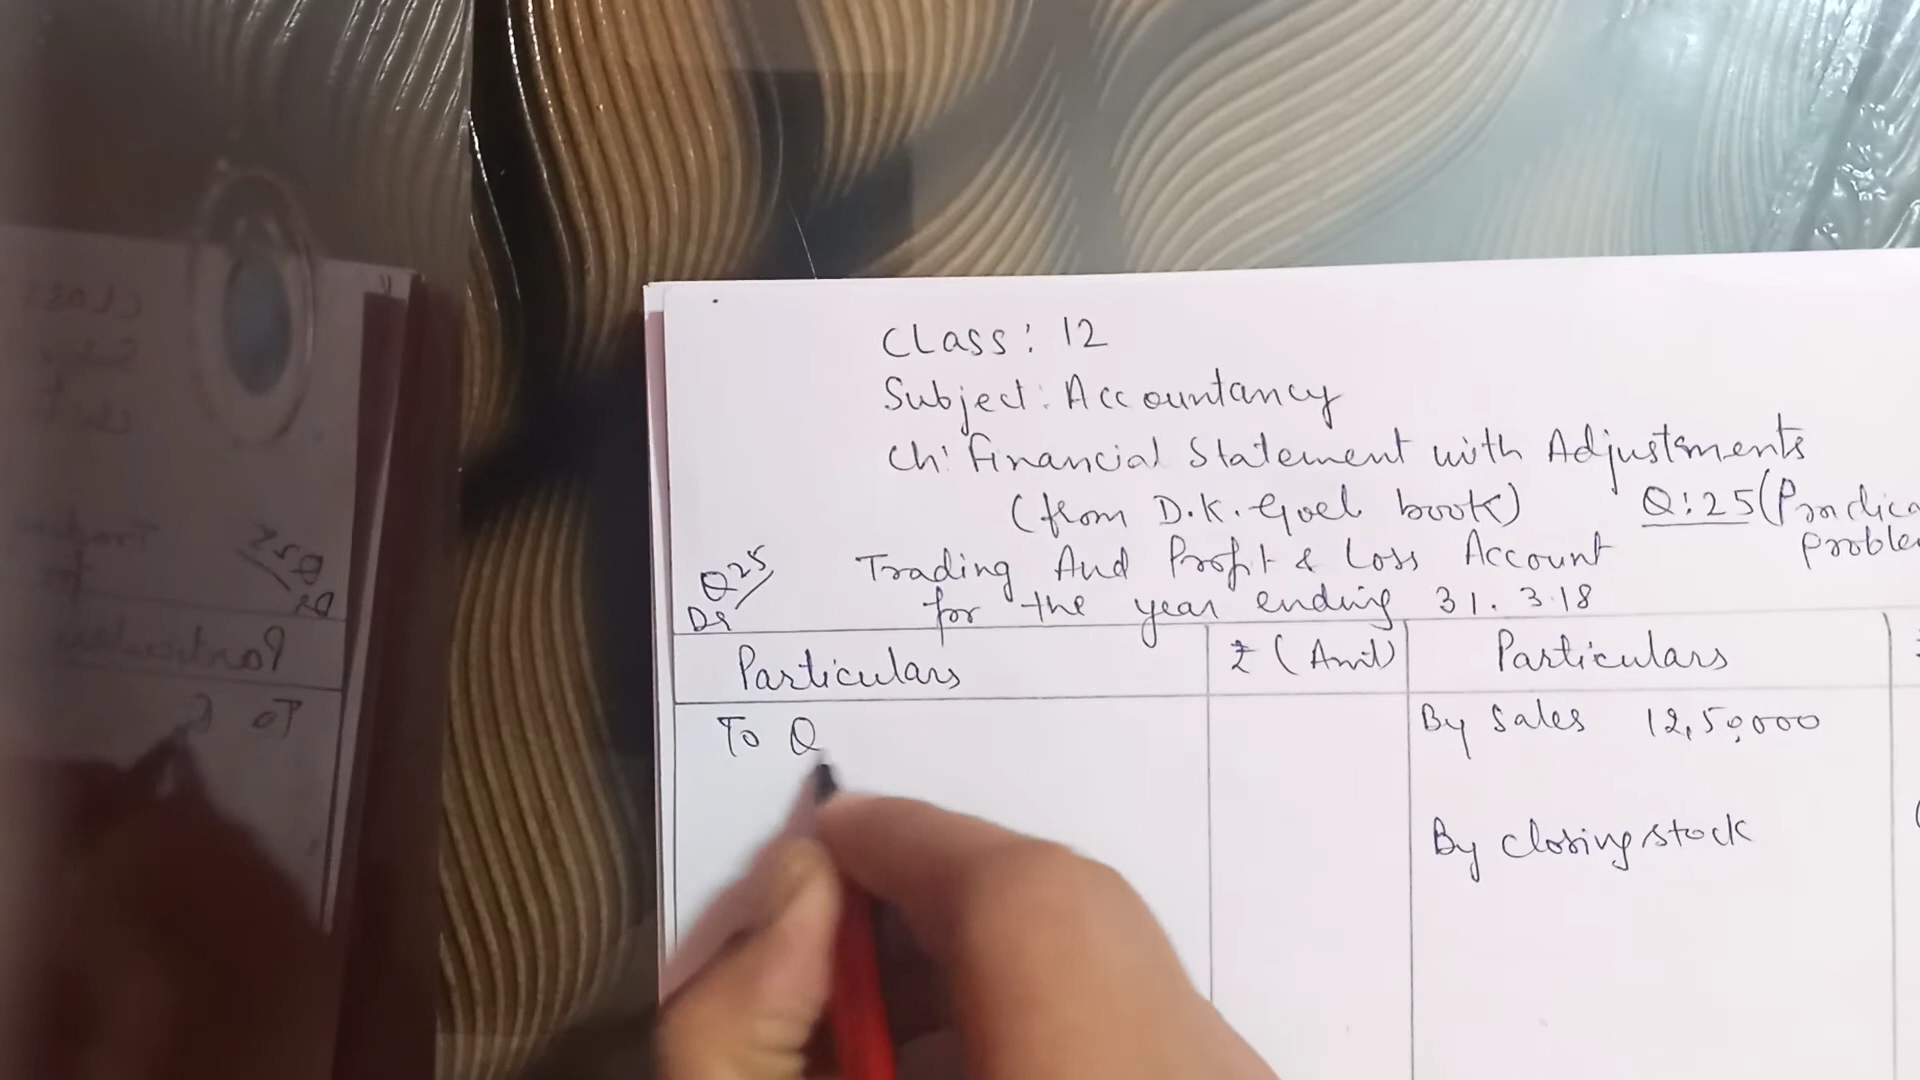 Class: 12
Subject: Accountancy
Ch: Financial Statement with Adjustments
(from D.K. Goel book) Q:25 (Practica
Problem
Q25 Trading And Profit & Loss Account
Dr for the year ending 31.3.18
Particulars ₹ (Amt) Particulars
To O By Sales 12,50,000
By closing stock